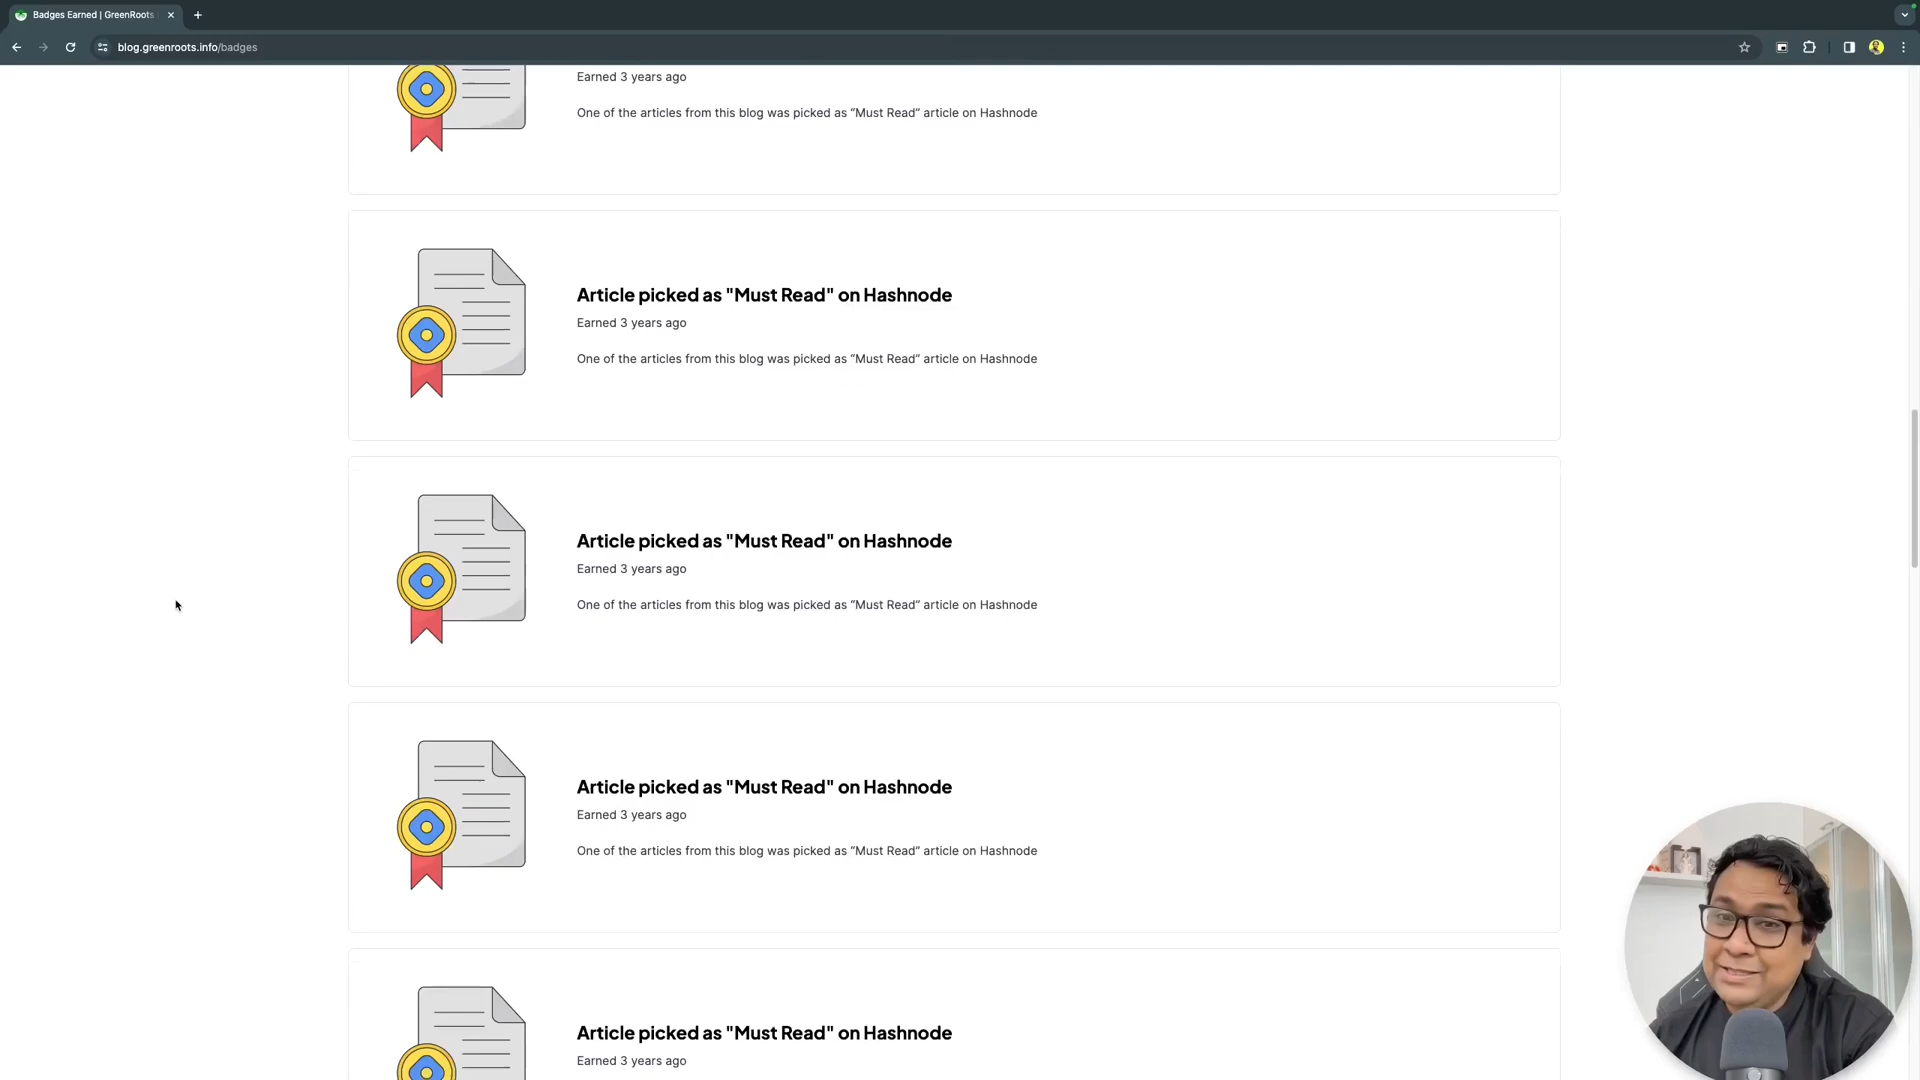 Badges Earned | GreenRoots
blog.greenroots.info/badges
Earned 3 years ago
One of the articles from this blog was picked as “Must Read” article on Hashnode
Article picked as "Must Read" on Hashnode
Earned 3 years ago
One of the articles from this blog was picked as “Must Read” article on Hashnode
Article picked as "Must Read" on Hashnode
Earned 3 years ago
One of the articles from this blog was picked as “Must Read” article on Hashnode
Article picked as "Must Read" on Hashnode
Earned 3 years ago
One of the articles from this blog was picked as “Must Read” article on Hashnode
Article picked as "Must Read" on Hashnode
Earned 3 years ago